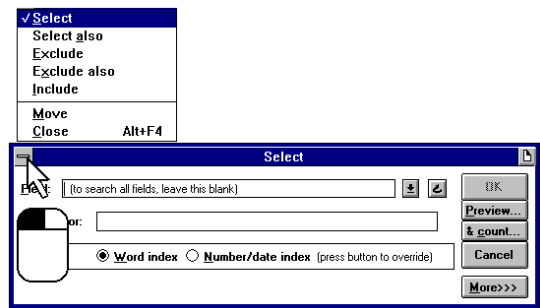 ✓Select
Select also
Exclude
Exclude also
Include
Move
Close Alt+F4
Select
(to search all fields, leave this blank)
OK
Preview...
or:
& count...
Word index Number/date index (press button to override)
Cancel
More>>>